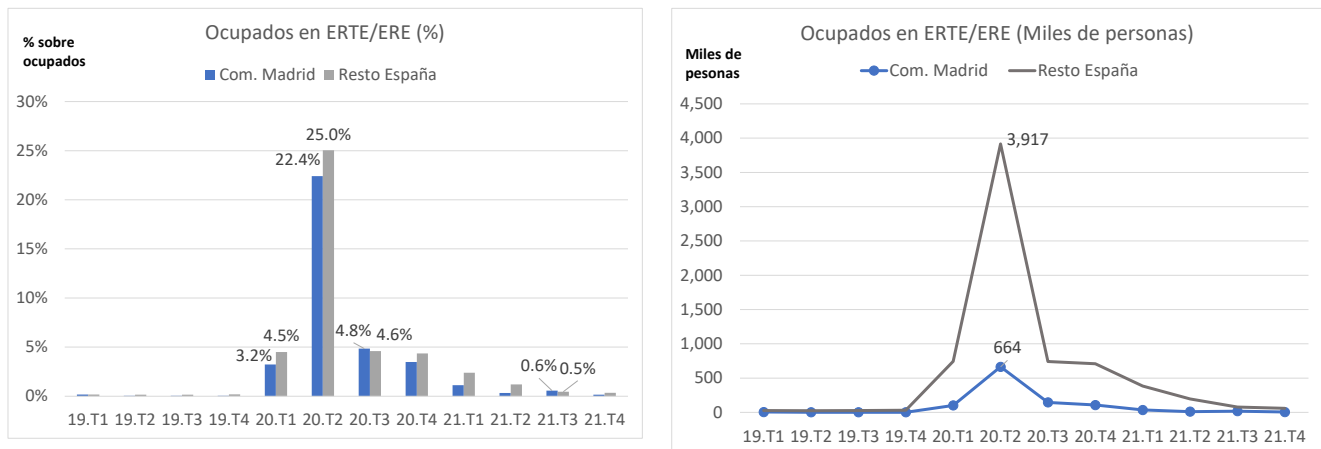 Ocupados en ERTE/ERE (%)
% sobre
ocupados
Com. Madrid Resto España
30%
25%
20%
15%
10%
5%
0%
25.0%
22.4%
4.5%
3.2%
4.8%
4.6%
0.6%
0.5%
19.T1 19.T2 19.T3 19.T4 20.T1 20.T2 20.T3 20.T4 21.T1 21.T2 21.T3 21.T4
Ocupados en ERTE/ERE (Miles de personas)
Miles de
pesonas
Com. Madrid Resto España
4,500
4,000
3,500
3,000
2,500
2,000
1,500
1,000
500
0
3,917
664
19.T1 19.T2 19.T3 19.T4 20.T1 20.T2 20.T3 20.T4 21.T1 21.T2 21.T3 21.T4